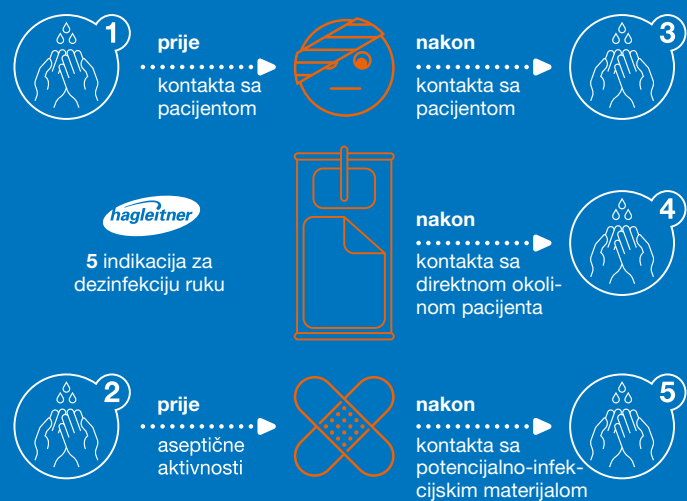 1
prije
kontakta sa
pacijentom
nakon
kontakta sa
pacijentom
3
hagleitner
5 indikacija za
dezinfekciju ruku
nakon
kontakta sa
direktnom okoli-
nom pacijenta
4
2
prije
aseptične
aktivnosti
nakon
kontakta sa
potencijalno-infek-
cijskim materijalom
5